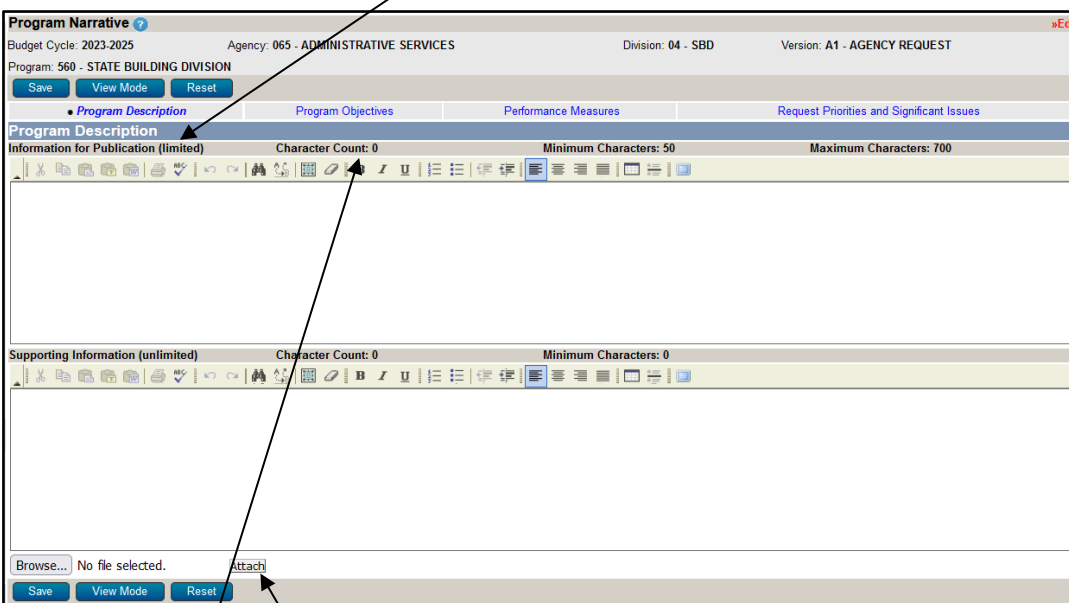 Program Narrative ? »Ed
Budget Cycle: 2023-2025 Agency: 065 - ADMINISTRATIVE SERVICES Division: 04 - SBD Version: A1 - AGENCY REQUEST
Program: 560 - STATE BUILDING DIVISION
Save View Mode Reset
• Program Description Program Objectives Performance Measures Request Priorities and Significant Issues
Program Description
Information for Publication (limited) Character Count: 0 Minimum Characters: 50 Maximum Characters: 700
ABC B I U
Supporting Information (unlimited) Character Count: 0 Minimum Characters: 0
ABC B I U
Browse... No file selected. Attach
Save View Mode Reset